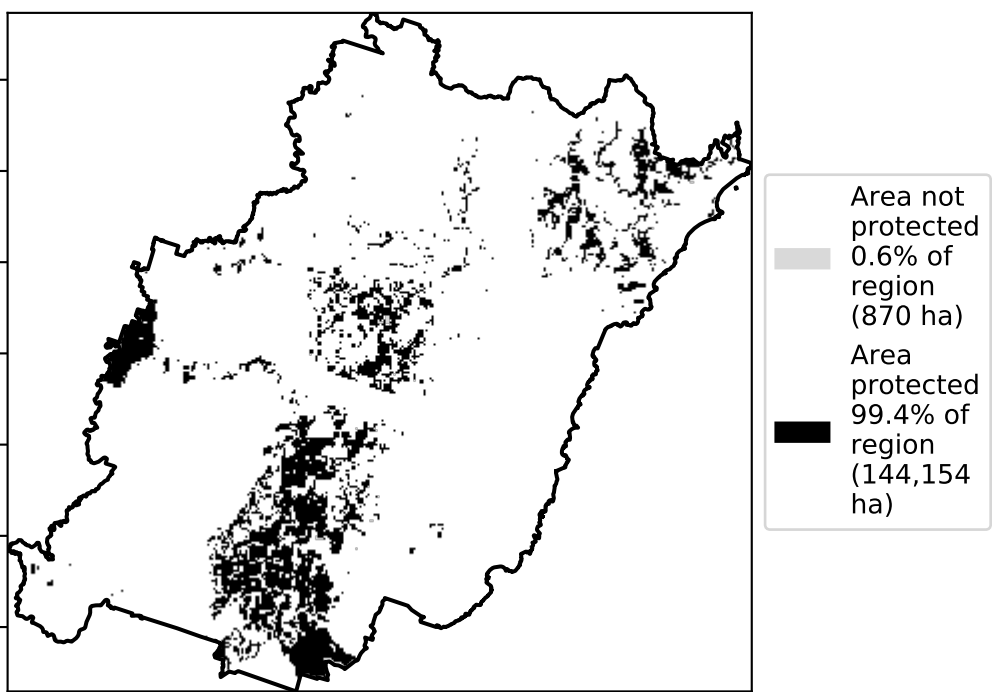 Area not
protected
0.6% of
region
(870 ha)
Area
protected
99.4% of
region
(144,154
ha)